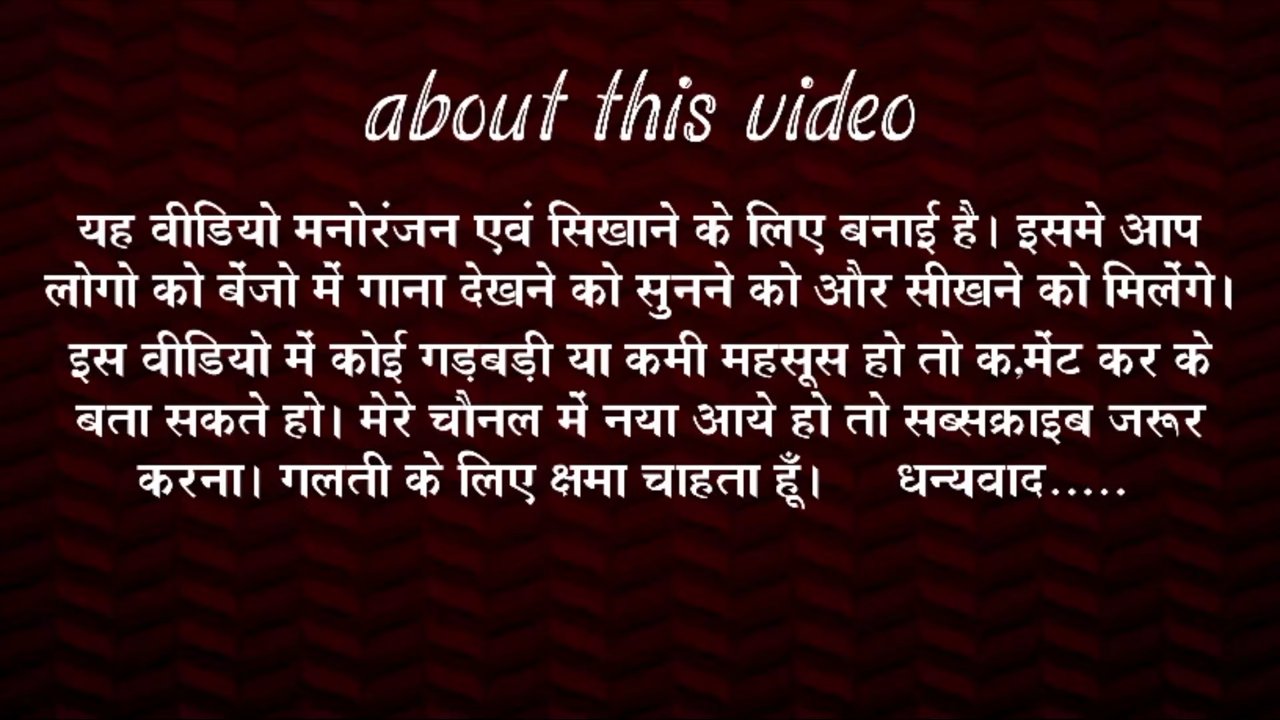 about this video
यह वीडियो मनोरंजन एवं सिखाने के लिए बनाई है। इसमे आप
लोगो को बेंजो में गाना देखने को सुनने को और सीखने को मिलेंगे।
इस वीडियो में कोई गड़बड़ी या कमी महसूस हो तो क,मेंट कर के
बता सकते हो। मेरे चौनल में नया आये हो तो सब्सक्राइब जरूर
करना। गलती के लिए क्षमा चाहता हूँ। धन्यवाद.....